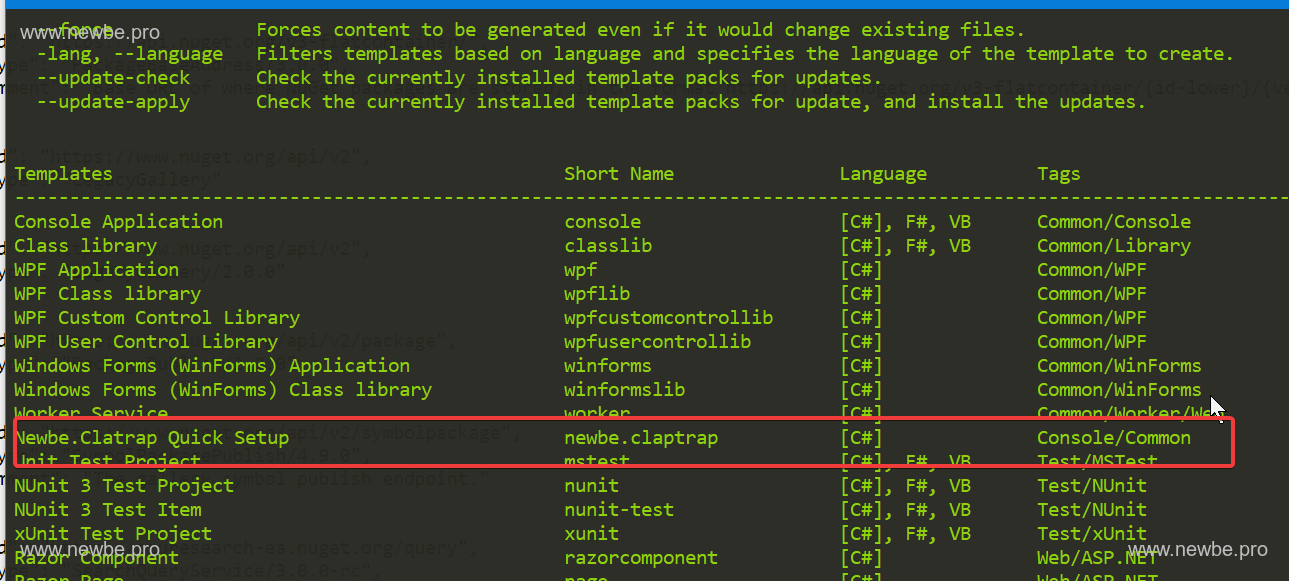 www.newbe.pro
--force Forces content to be generated even if it would change existing files.
-lang, --language Filters templates based on language and specifies the language of the template to create.
--update-check Check the currently installed template packs for updates.
--update-apply Check the currently installed template packs for update, and install the updates.
"https://www.nuget.org/api/v2",
Templates Short Name Language Tags
Console Application console [C#], F#, VB Common/Console
Class library classlib [C#], F#, VB Common/Library
WPF Application wpf [C#] Common/WPF
WPF Class library wpflib [C#] Common/WPF
WPF Custom Control Library wpfcustomcontrollib [C#] Common/WPF
WPF User Control Library wpfusercontrollib [C#] Common/WPF
Windows Forms (WinForms) Application winforms [C#] Common/WinForms
Windows Forms (WinForms) Class library winformslib [C#] Common/WinForms
Worker Service worker [C#] Common/Worker/Web
Newbe.Clatrap Quick Setup newbe.claptrap [C#] Console/Common
Unit Test Project mstest [C#], F#, VB Test/MSTest
NUnit 3 Test Project nunit [C#], F#, VB Test/NUnit
NUnit 3 Test Item nunit-test [C#], F#, VB Test/NUnit
xUnit Test Project xunit [C#], F#, VB Test/xUnit
www.newbe.pro www.newbe.pro
Razor Component razorcomponent [C#] Web/ASP.NET
Razor Page page [C#] Web/ASP.NET